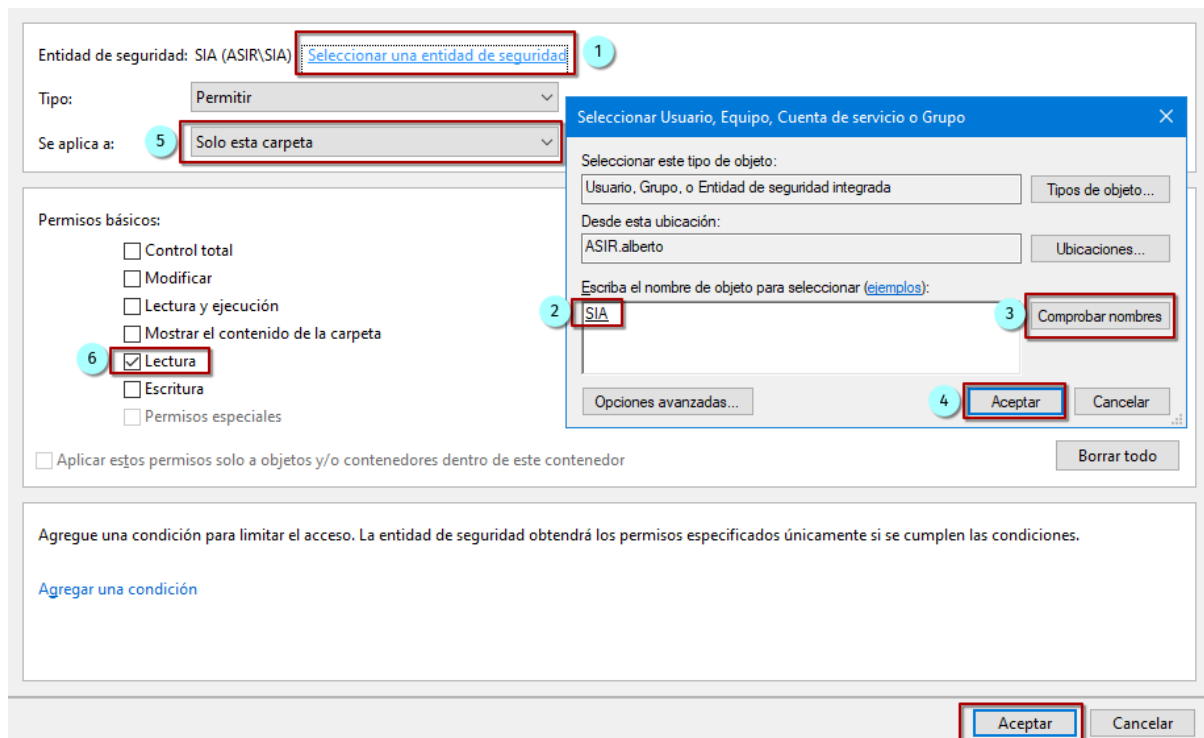 Entidad de seguridad: SIA (ASIR\SIA) Seleccionar una entidad de seguridad 1
Tipo: Permitir
Se aplica a: 5 Solo esta carpeta
Seleccionar Usuario, Equipo, Cuenta de servicio o Grupo
Seleccionar este tipo de objeto:
Usuario, Grupo, o Entidad de seguridad integrada Tipos de objeto...
Desde esta ubicación:
ASIR.alberto Ubicaciones...
Escriba el nombre de objeto para seleccionar (ejemplos):
2 SIA 3 Comprobar nombres
Opciones avanzadas... 4 Aceptar Cancelar
Permisos básicos:
Control total
Modificar
Lectura y ejecución
Mostrar el contenido de la carpeta
6 Lectura
Escritura
Permisos especiales
Aplicar estos permisos solo a objetos y/o contenedores dentro de este contenedor Borrar todo
Agregue una condición para limitar el acceso. La entidad de seguridad obtendrá los permisos especificados únicamente si se cumplen las condiciones.
Agregar una condición
Aceptar Cancelar